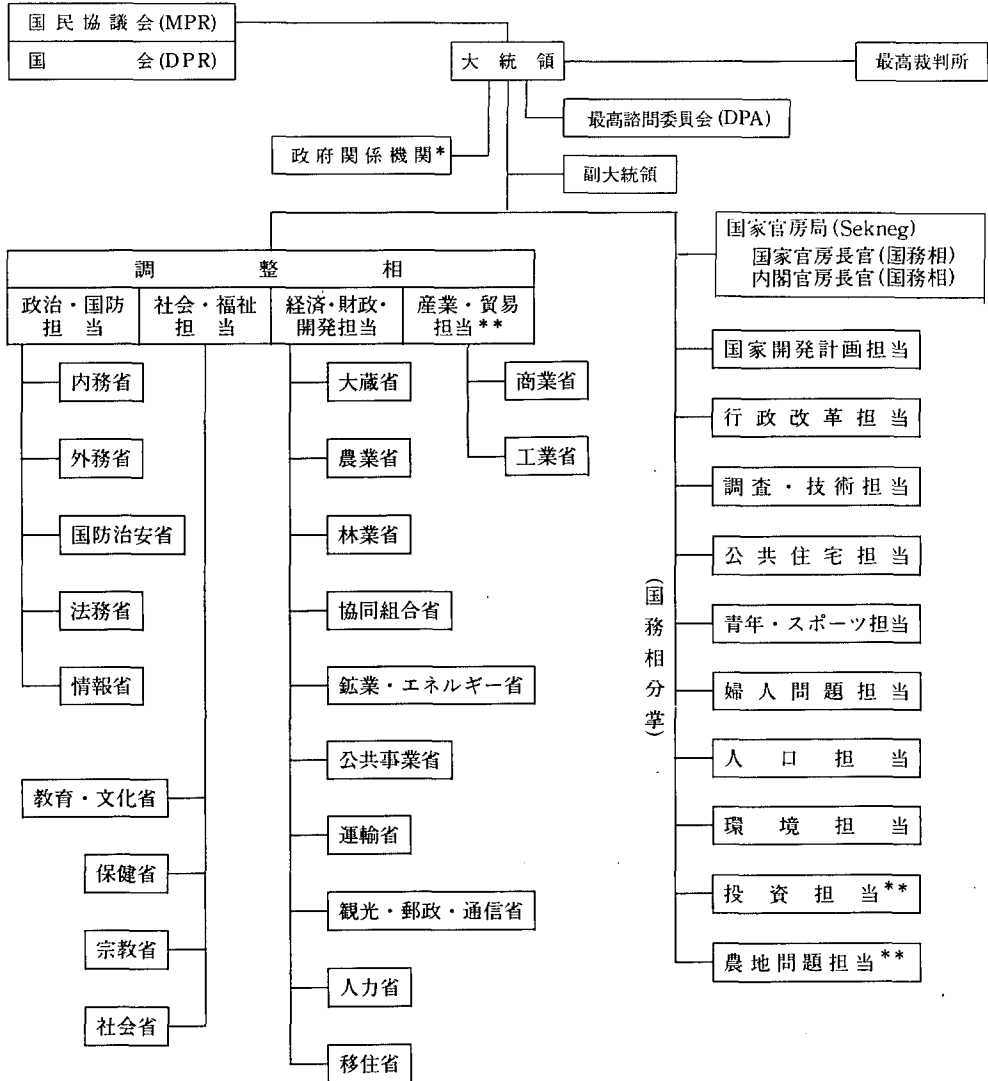 国民協議会(MPR)
国会(DPR)
大統領
最高裁判所
最高諮問委員会(DPA)
政府関係機関*
副大統領
国家官房局(Sekneg)
国家官房長官(国務相)
内閣官房長官(国務相)
調整相
政治・国防
担当
社会・福祉
担当
経済・財政・
開発担当
産業・貿易
担当**
内務省
外務省
国防治安省
法務省
情報省
教育・文化省
保健省
宗教省
社会省
大蔵省
農業省
林業省
協同組合省
鉱業・エネルギー省
公共事業省
運輸省
観光・郵政・通信省
人力省
移住省
商業省
工業省
(国務相分掌)
国家開発計画担当
行政改革担当
調査・技術担当
公共住宅担当
青年・スポーツ担当
婦人問題担当
人口担当
環境担当
投資担当**
農地問題担当**